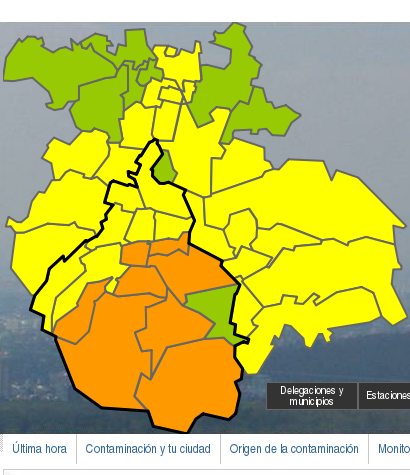 Delegaciones y
municipios
Estaciones
Última hora
Contaminación y tu ciudad
Origen de la contaminación
Monito